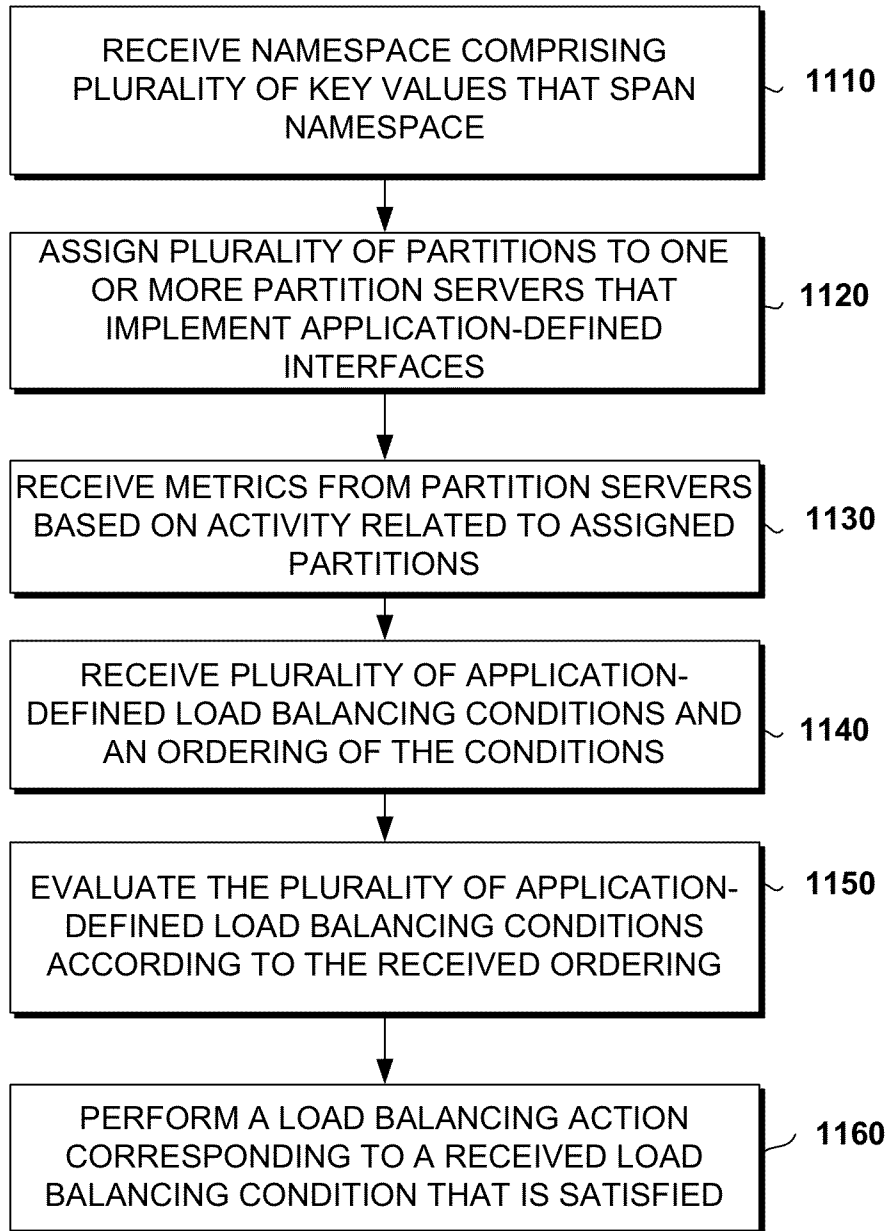 RECEIVE NAMESPACE COMPRISING
PLURALITY OF KEY VALUES THAT SPAN
NAMESPACE
1110
ASSIGN PLURALITY OF PARTITIONS TO ONE
OR MORE PARTITION SERVERS THAT
IMPLEMENT APPLICATION-DEFINED
INTERFACES
1120
RECEIVE METRICS FROM PARTITION SERVERS
BASED ON ACTIVITY RELATED TO ASSIGNED
PARTITIONS
1130
RECEIVE PLURALITY OF APPLICATION-
DEFINED LOAD BALANCING CONDITIONS AND
AN ORDERING OF THE CONDITIONS
1140
EVALUATE THE PLURALITY OF APPLICATION-
DEFINED LOAD BALANCING CONDITIONS
ACCORDING TO THE RECEIVED ORDERING
1150
PERFORM A LOAD BALANCING ACTION
CORRESPONDING TO A RECEIVED LOAD
BALANCING CONDITION THAT IS SATISFIED
1160